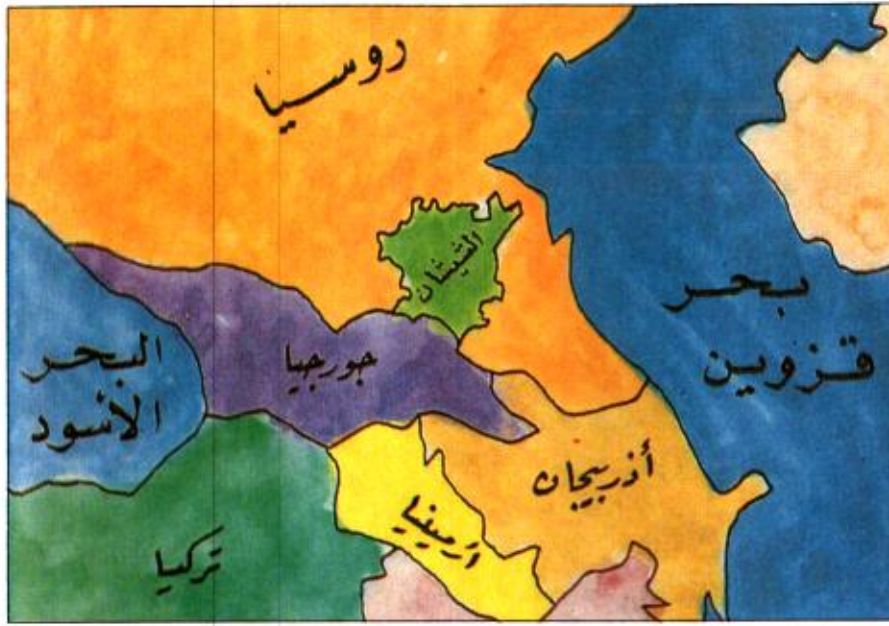 روسيا
الشيشان
بحر
قزوين
جورجيا
البحر
الأسود
أذربيجان
أرمينيا
تركيا